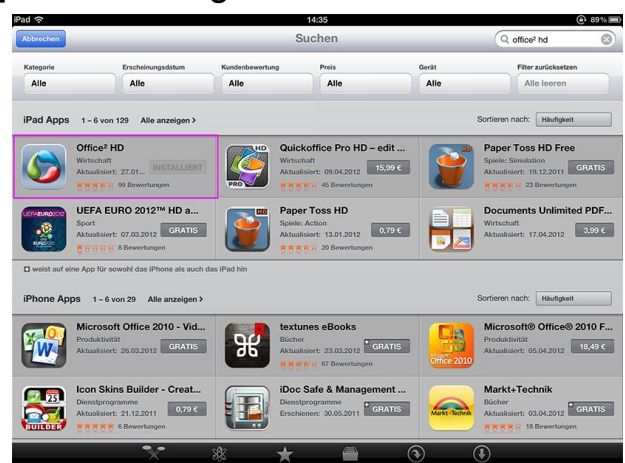 iPad 14:35 89%
Abbrechen Suchen office² hd
Kategorie Erscheinungsdatum Kundenbewertung Preis Gerät Filter zurücksetzen
Alle Alle Alle Alle Alle Alle leeren
iPad Apps 1 – 6 von 129 Alle anzeigen > Sortieren nach: Häufigkeit
Office² HD
Wirtschaft
Aktualisiert: 27.01... INSTALLIERT
99 Bewertungen
HD
PRO
Quickoffice Pro HD – edit ...
Wirtschaft
Aktualisiert: 09.04.2012 15,99 €
45 Bewertungen
HD
Paper Toss HD Free
Spiele: Simulation
Aktualisiert: 19.12.2011 GRATIS
23 Bewertungen
UEFA EURO2012
UEFA EURO 2012™ HD a...
Sport
Aktualisiert: 07.03.2012 GRATIS
8 Bewertungen
HD
Paper Toss HD
Spiele: Action
Aktualisiert: 13.01.2012 0,79 €
20 Bewertungen
Documents Unlimited PDF...
Wirtschaft
Aktualisiert: 17.04.2012 3,99 €
+ weist auf eine App für sowohl das iPhone als auch das iPad hin
iPhone Apps 1 – 6 von 29 Alle anzeigen > Sortieren nach: Häufigkeit
W
Microsoft Office 2010 - Vid...
Produktivität
Aktualisiert: 26.03.2012 GRATIS
textunes eBooks
Bücher
Aktualisiert: 23.03.2012 + GRATIS
67 Bewertungen
Office 2010
Microsoft® Office® 2010 F...
Produktivität
Aktualisiert: 05.04.2012 18,49 €
25
BUILDER
Icon Skins Builder - Creat...
Dienstprogramme
Aktualisiert: 21.12.2011 0,79 €
6 Bewertungen
iDoc Safe & Management ...
Dienstprogramme
Erschienen: 30.05.2011 + GRATIS
Markt+Technik
Markt+Technik
Bücher
Aktualisiert: 03.04.2012 + GRATIS
18 Bewertungen